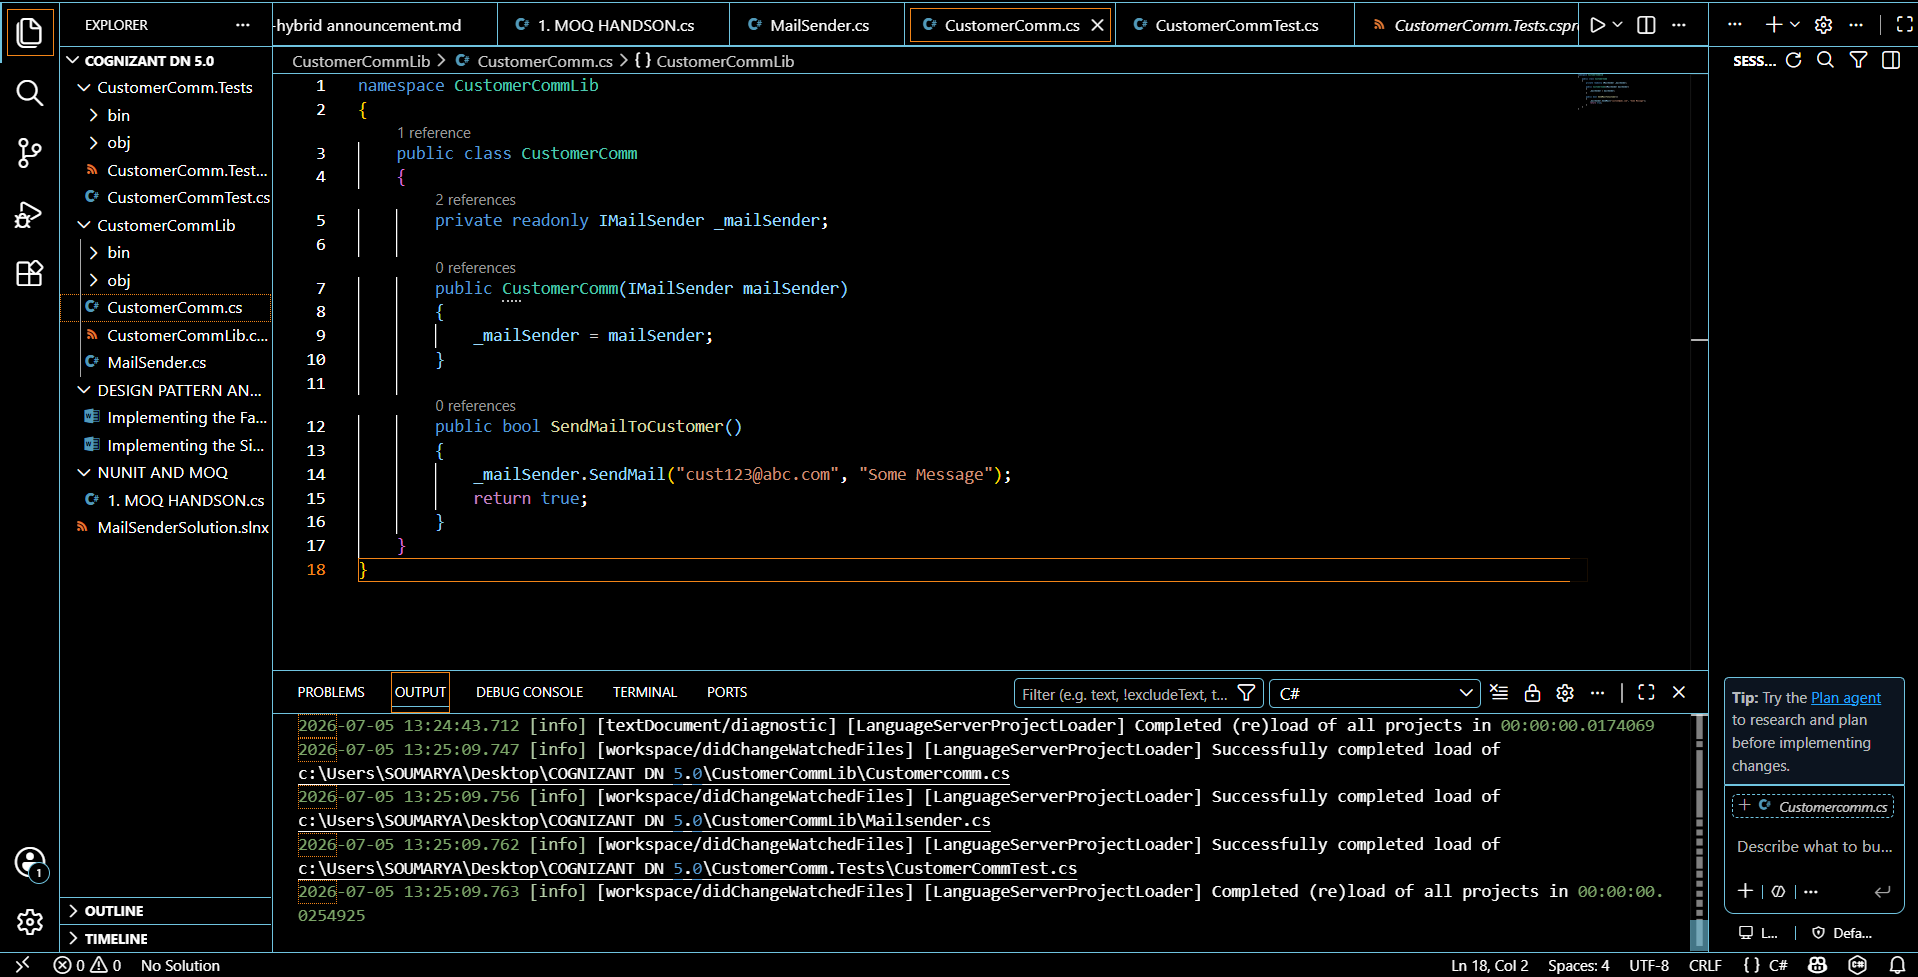 EXPLORER
-hybrid announcement.md
1. MOQ HANDSON.cs
MailSender.cs
CustomerComm.cs
CustomerCommTest.cs
CustomerComm.Tests.cspr
COGNIZANT DN 5.0
CustomerComm.Tests
bin
obj
CustomerComm.Test...
CustomerCommTest.cs
CustomerCommLib
bin
obj
CustomerComm.cs
CustomerCommLib.c...
MailSender.cs
DESIGN PATTERN AN...
Implementing the Fa...
Implementing the Si...
NUNIT AND MOQ
1. MOQ HANDSON.cs
MailSenderSolution.slnx
OUTLINE
TIMELINE
CustomerCommLib > CustomerComm.cs > {} CustomerCommLib
1 namespace CustomerCommLib
2 {
1 reference
3 public class CustomerComm
4 {
2 references
5 private readonly IMailSender _mailSender;
6
0 references
7 public CustomerComm(IMailSender mailSender)
8 {
9 _mailSender = mailSender;
10 }
11
0 references
12 public bool SendMailToCustomer()
13 {
14 _mailSender.SendMail("cust123@abc.com", "Some Message");
15 return true;
16 }
17 }
18 }
PROBLEMS OUTPUT DEBUG CONSOLE TERMINAL PORTS
Filter (e.g. text, !excludeText, t...
C#
2026-07-05 13:24:43.712 [info] [textDocument/diagnostic] [LanguageServerProjectLoader] Completed (re)load of all projects in 00:00:00.0174069
2026-07-05 13:25:09.747 [info] [workspace/didChangeWatchedFiles] [LanguageServerProjectLoader] Successfully completed load of
c:\Users\SOUMARYA\Desktop\COGNIZANT DN 5.0\CustomerCommLib\Customercomm.cs
2026-07-05 13:25:09.756 [info] [workspace/didChangeWatchedFiles] [LanguageServerProjectLoader] Successfully completed load of
c:\Users\SOUMARYA\Desktop\COGNIZANT DN 5.0\CustomerCommLib\Mailsender.cs
2026-07-05 13:25:09.762 [info] [workspace/didChangeWatchedFiles] [LanguageServerProjectLoader] Successfully completed load of
c:\Users\SOUMARYA\Desktop\COGNIZANT DN 5.0\CustomerComm.Tests\CustomerCommTest.cs
2026-07-05 13:25:09.763 [info] [workspace/didChangeWatchedFiles] [LanguageServerProjectLoader] Completed (re)load of all projects in 00:00:00.
0254925
SESS...
Tip: Try the Plan agent
to research and plan
before implementing
changes.
Customercomm.cs
Describe what to bu...
L...
Defa...
1
0 0 No Solution
Ln 18, Col 2 Spaces: 4 UTF-8 CRLF {} C#